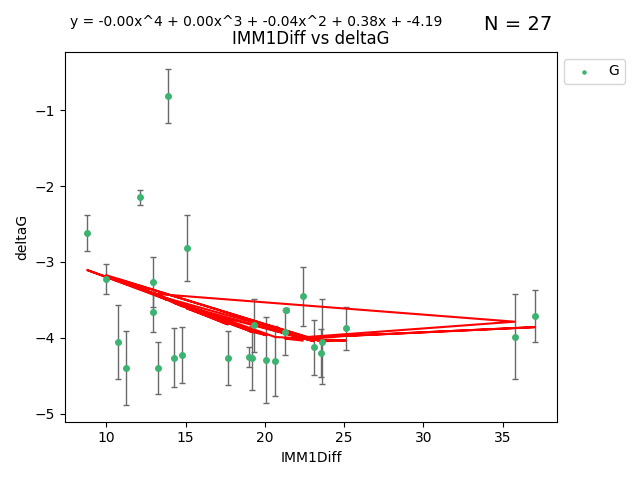 y = -0.00x^4 + 0.00x^3 + -0.04x^2 + 0.38x + -4.19
N = 27
IMM1Diff vs deltaG
G
−1
−2
−3
−4
−5
deltaG
10 15 20 25 30 35
IMM1Diff